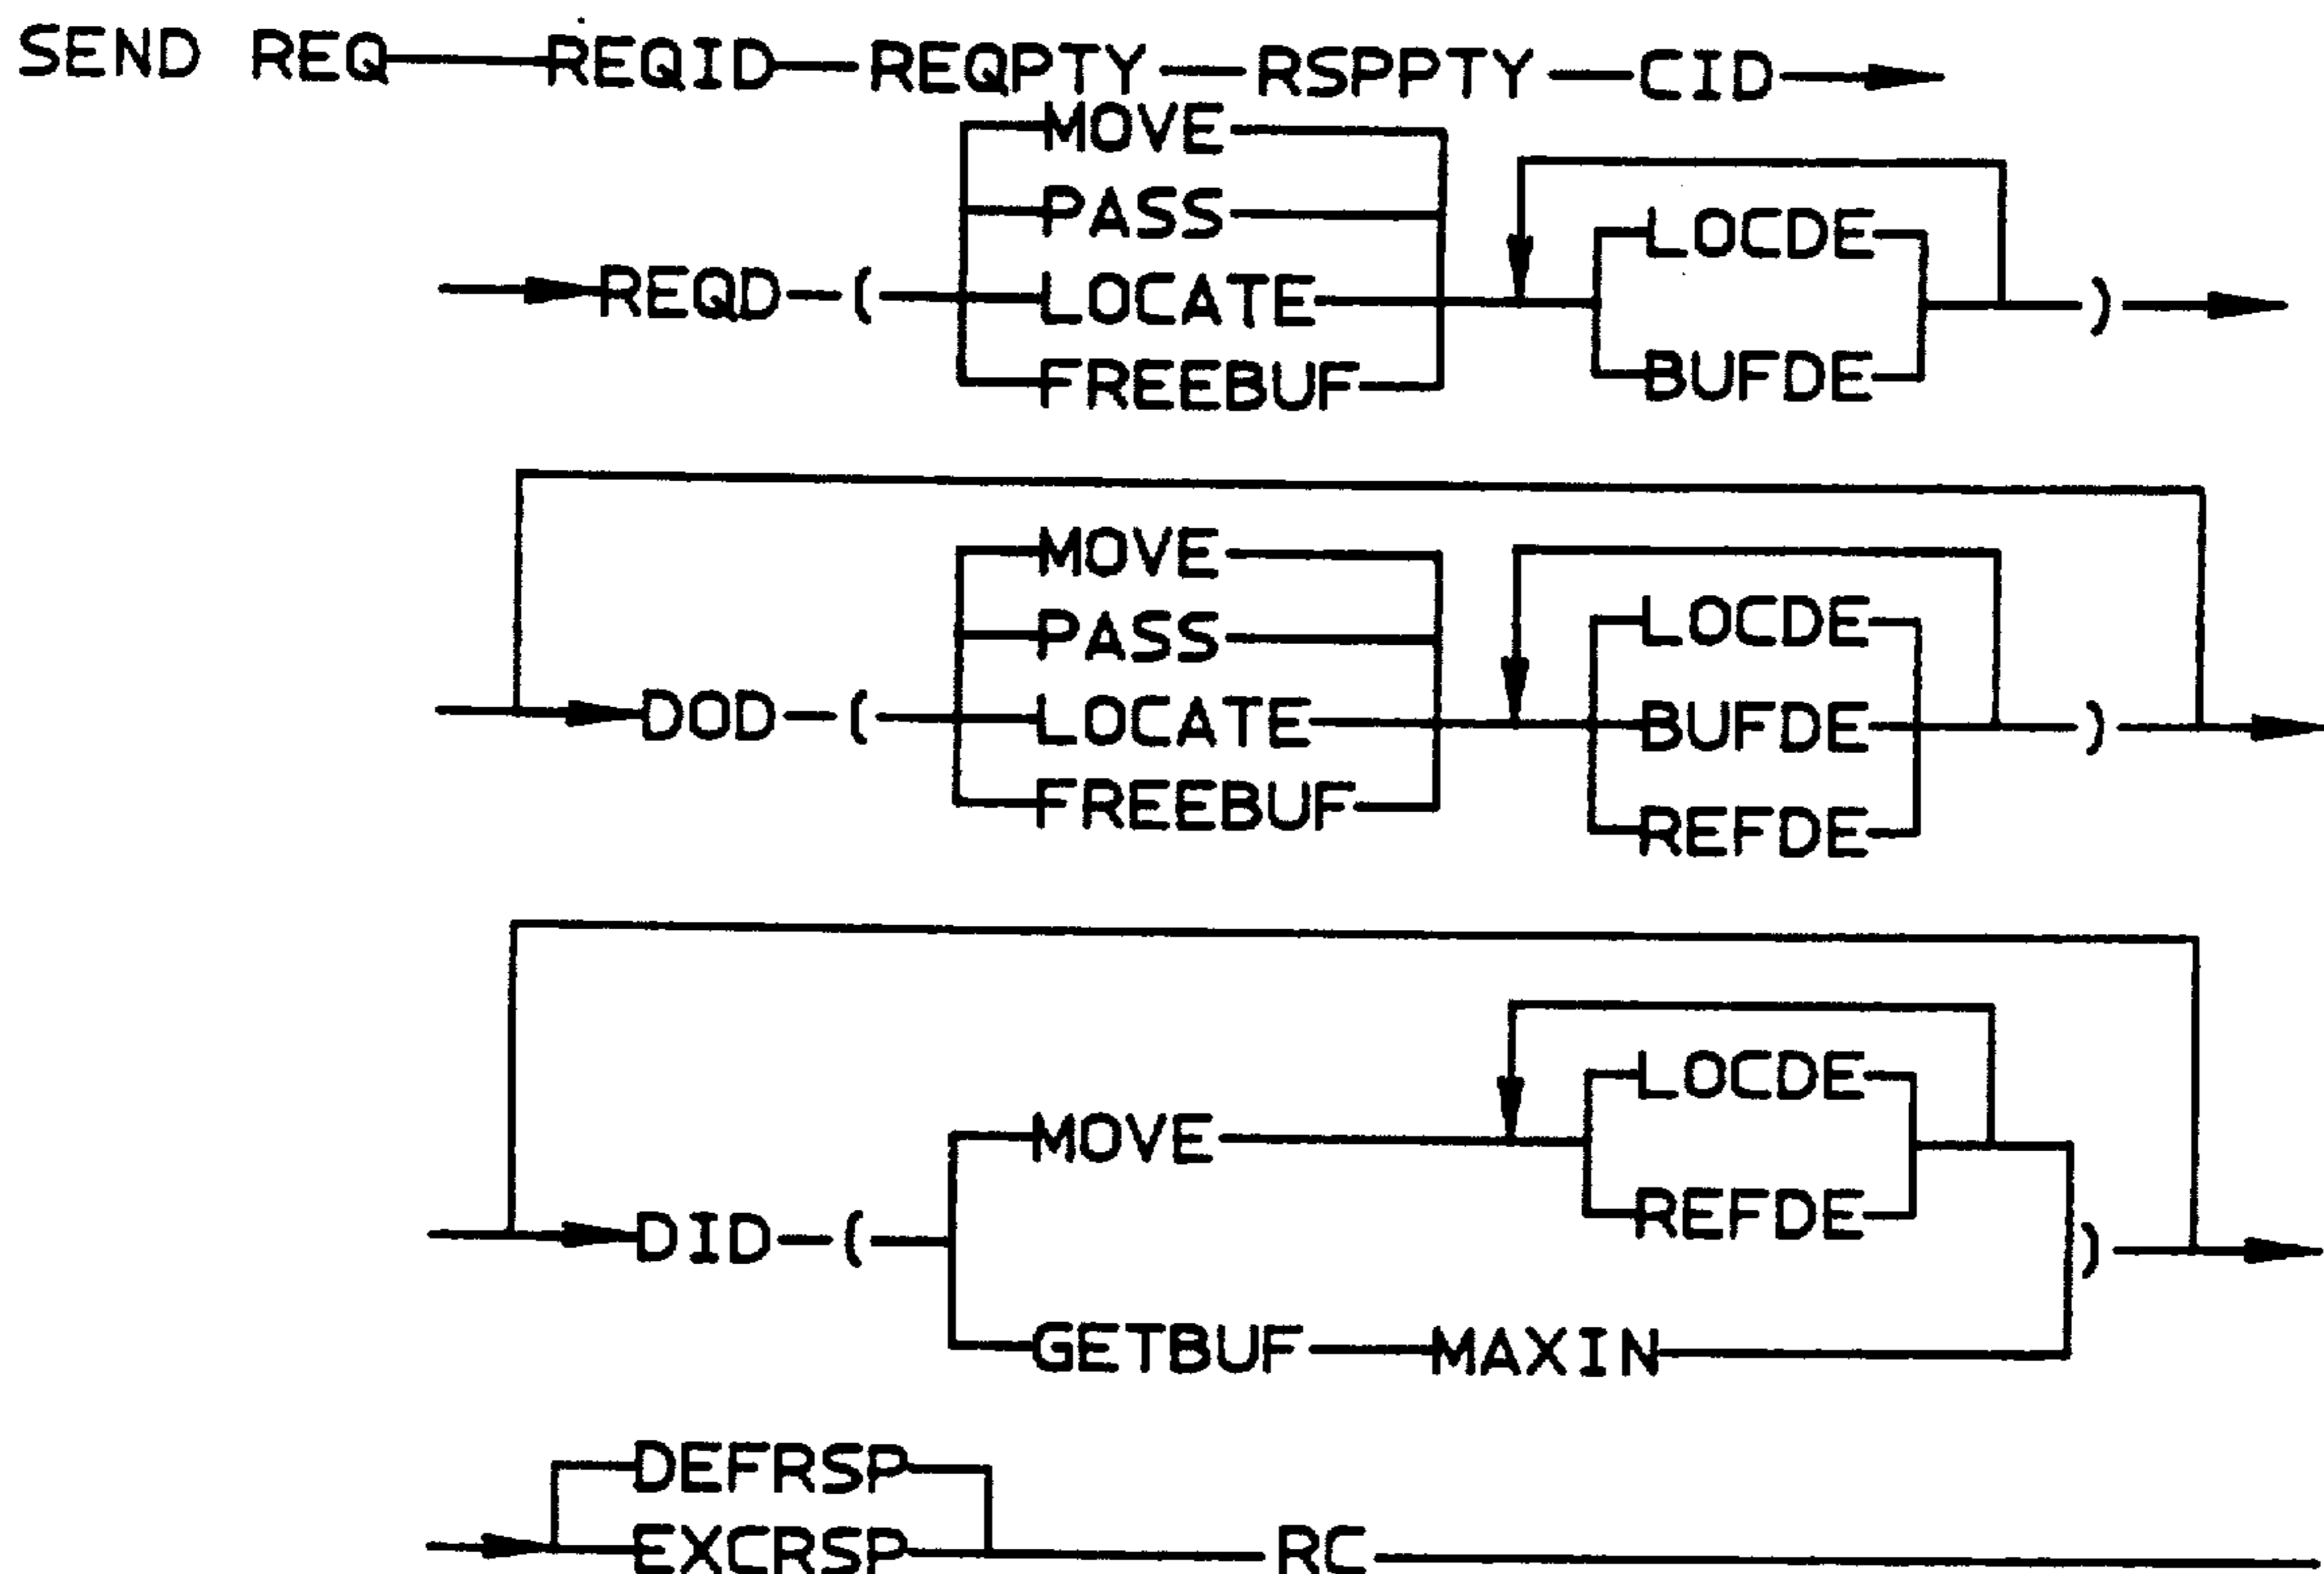 SEND REQ REQID REQPTY RSPPTY CID
MOVE
PASS
LOCDE
REQD ( LOCATE )
FREEBUF
BUFDE
MOVE
PASS
LOCDE
DOD ( LOCATE BUFDE )
FREEBUF
REFDE
LOCDE
MOVE
REFDE
DID ( )
GETBUF MAXIN
DEFRSP
EXCRSP RC